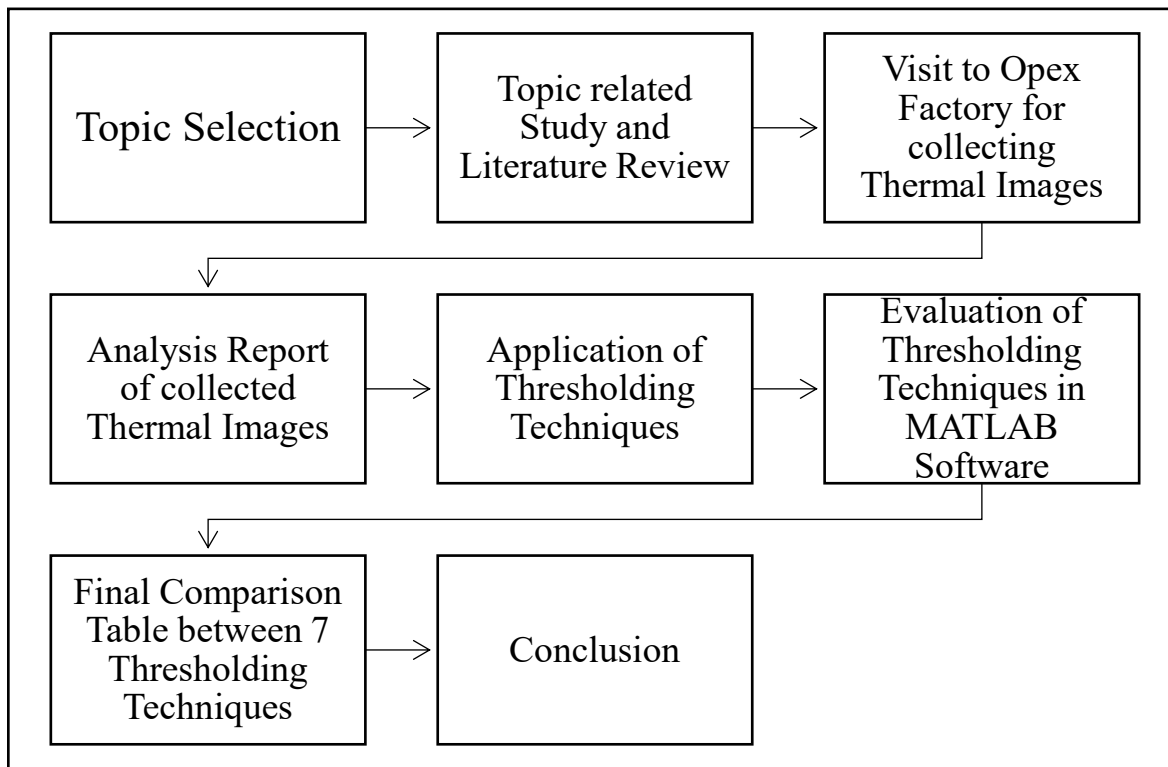 Topic Selection
Topic related
Study and
Literature Review
Visit to Opex
Factory for
collecting
Thermal Images
Analysis Report
of collected
Thermal Images
Application of
Thresholding
Techniques
Evaluation of
Thresholding
Techniques in
MATLAB
Software
Final Comparison
Table between 7
Thresholding
Techniques
Conclusion